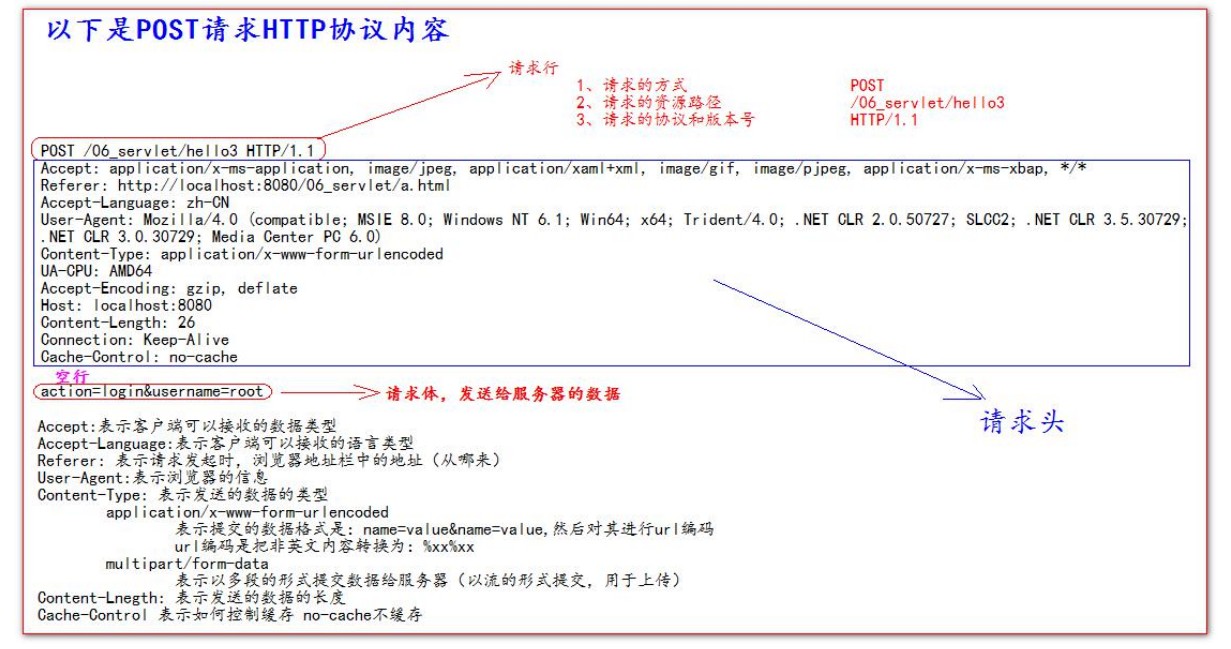 以下是POST请求HTTP协议内容
请求行
1、请求的方式 POST
2、请求的资源路径 /06_servlet/hello3
3、请求的协议和版本号 HTTP/1.1
POST /06_servlet/hello3 HTTP/1.1
Accept: application/x-ms-application, image/jpeg, application/xaml+xml, image/gif, image/pjpeg, application/x-ms-xbap, */*
Referer: http://localhost:8080/06_servlet/a.html
Accept-Language: zh-CN
User-Agent: Mozilla/4.0 (compatible; MSIE 8.0; Windows NT 6.1; Win64; x64; Trident/4.0; .NET CLR 2.0.50727; SLCC2; .NET CLR 3.5.30729;
.NET CLR 3.0.30729; Media Center PC 6.0)
Content-Type: application/x-www-form-urlencoded
UA-CPU: AMD64
Accept-Encoding: gzip, deflate
Host: localhost:8080
Content-Length: 26
Connection: Keep-Alive
Cache-Control: no-cache
空行
action=login&username=root
请求体，发送给服务器的数据
请求头
Accept:表示客户端可以接收的数据类型
Accept-Language:表示客户端可以接收的语言类型
Referer: 表示请求发起时，浏览器地址栏中的地址（从哪来）
User-Agent:表示浏览器的信息
Content-Type: 表示发送的数据的类型
application/x-www-form-urlencoded
表示提交的数据格式是：name=value&name=value,然后对其进行url编码
url编码是把非英文内容转换为：%xx%xx
multipart/form-data
表示以多段的形式提交数据给服务器（以流的形式提交，用于上传）
Content-Lnegth: 表示发送的数据的长度
Cache-Control 表示如何控制缓存 no-cache不缓存